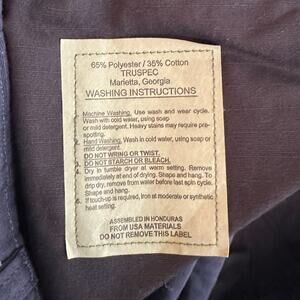 65% Polyester / 35% Cotton
TRUSPEC
Marietta, Georgia
WASHING INSTRUCTIONS
1. Machine Washing. Use wash and wear cycle.
Wash with cold water, using soap
or mild detergent. Heavy stains may require pre-
spotting.
2. Hand Washing. Wash in cold water, using soap or
mild detergent.
DO NOT WRING OR TWIST.
3. DO NOT STARCH OR BLEACH.
4. Dry in tumble dryer at warm setting. Remove
immediately at end of drying. Shape and hang. To
drip dry, remove from water before last spin cycle.
Shape and hang.
If touch-up is required, Iron at moderate or synthetic
heat setting.
ASSEMBLED IN HONDURAS
FROM USA MATERIALS
DO NOT REMOVE THIS LABEL